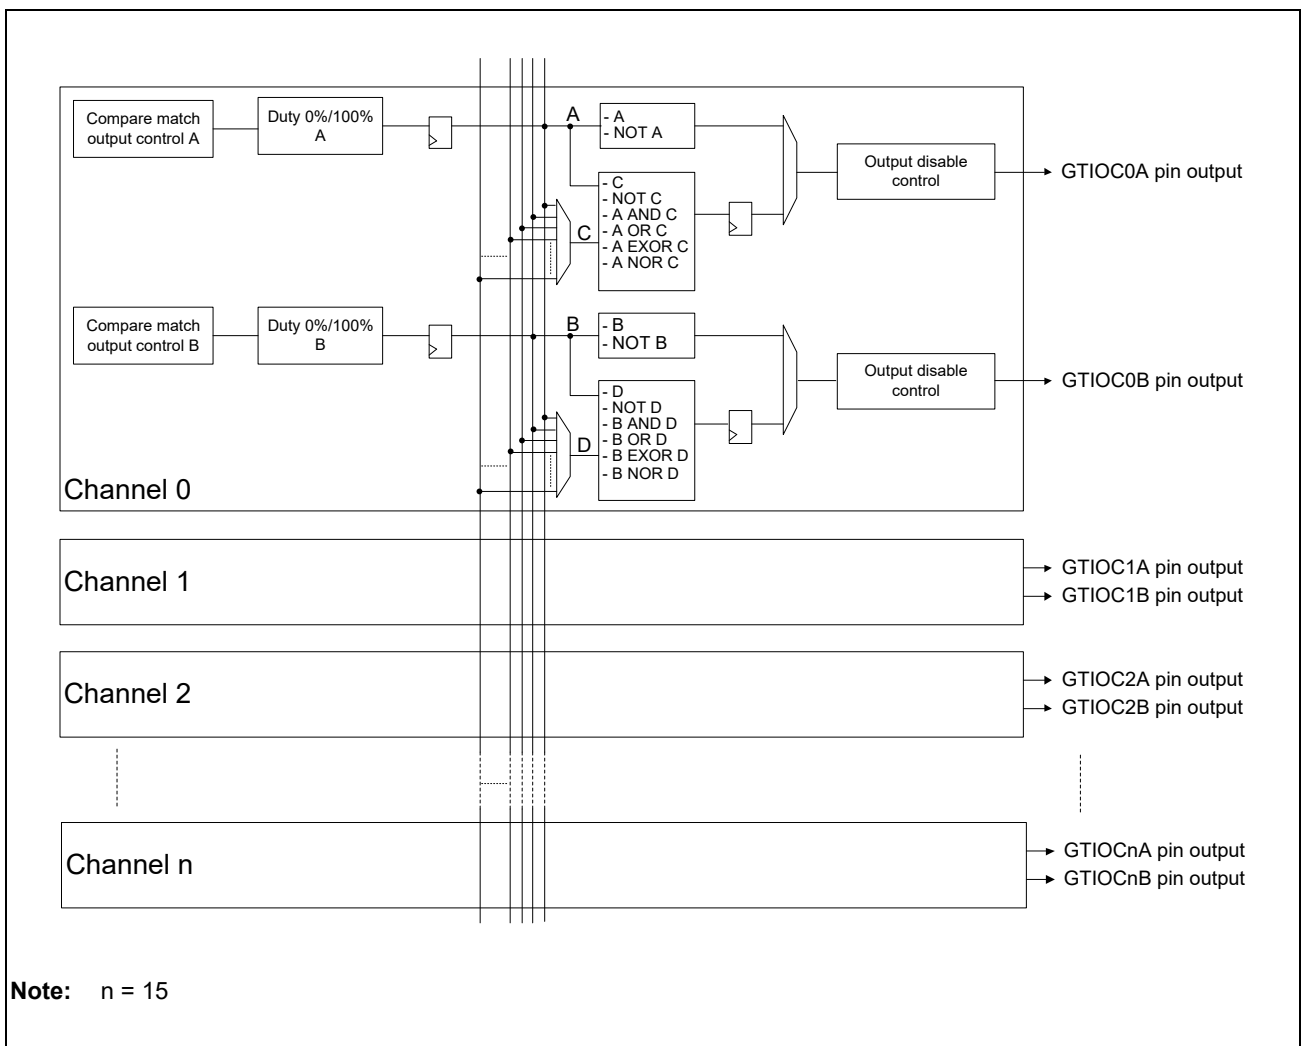 Compare match
output control A
Duty 0%/100%
A
A
- A
- NOT A
Output disable
control
GTIOC0A pin output
- C
- NOT C
- A AND C
- A OR C
- A EXOR C
- A NOR C
C
Compare match
output control B
Duty 0%/100%
B
B
- B
- NOT B
Output disable
control
GTIOC0B pin output
- D
- NOT D
- B AND D
- B OR D
- B EXOR D
- B NOR D
D
Channel 0
Channel 1
GTIOC1A pin output
GTIOC1B pin output
Channel 2
GTIOC2A pin output
GTIOC2B pin output
Channel n
GTIOCnA pin output
GTIOCnB pin output
Note: n = 15